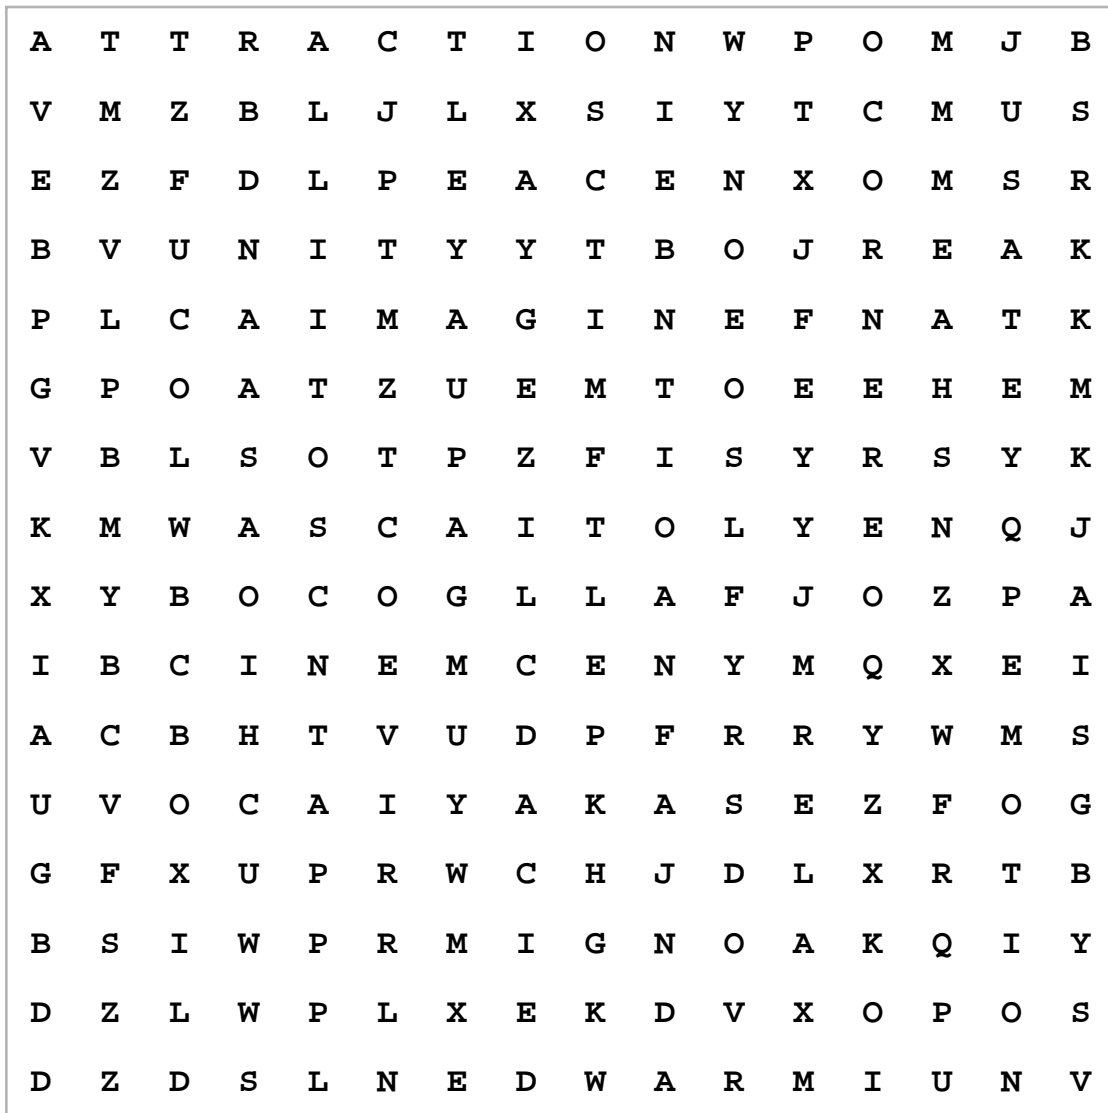 A T T R A C T I O N W P O M J B
V M Z B L J L X S I Y T C M U S
E Z F D L P E A C E N X O M S R
B V U N I T Y Y T B O J R E A K
P L C A I M A G I N E F N A T K
G P O A T Z U E M T O E E H E M
V B L S O T P Z F I S Y R S Y K
K M W A S C A I T O L Y E N Q J
X Y B O C O G L L A F J O Z P A
I B C I N E M C E N Y M Q X E I
A C B H T V U D P F R R Y W M S
U V O C A I Y A K A S E Z F O G
G F X U P R W C H J D L X R T B
B S I W P R M I G N O A K Q I Y
D Z L W P L X E K D V X O P O S
D Z D S L N E D W A R M I U N V